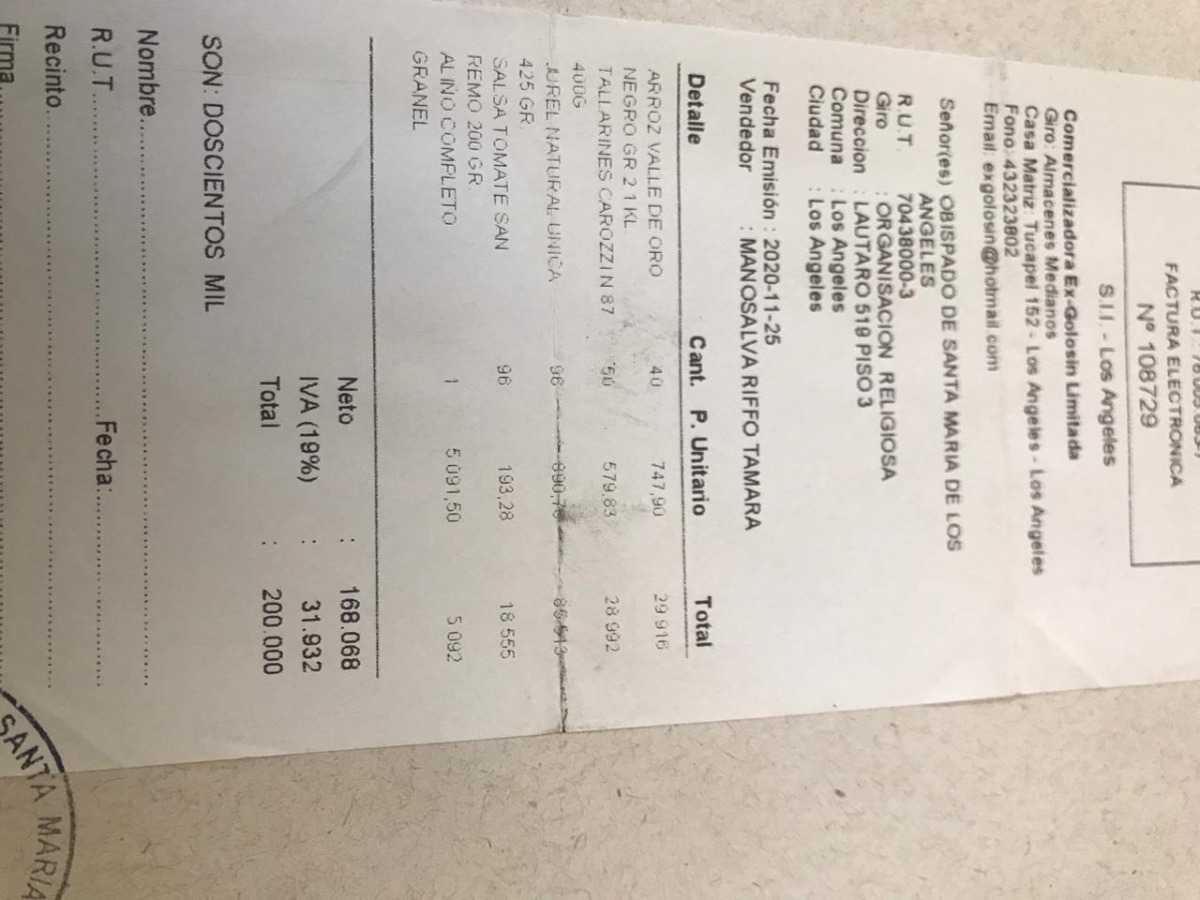 FACTURA ELECTRONICA
N° 108729
S.I.I. - Los Angeles
Comercializadora Ex-Golosin Limitada
Giro: Almacenes Medianos
Casa Matriz: Tucapel 152 - Los Angeles - Los Angeles
Fono: 432323802
Email: exgolosin@hotmail.com
Señor(es) OBISPADO DE SANTA MARIA DE LOS
ANGELES
R.U.T. 70438000-3
Giro : ORGANISACION RELIGIOSA
Direccion : LAUTARO 519 PISO 3
Comuna : Los Angeles
Ciudad : Los Angeles
Fecha Emisión : 2020-11-25
Vendedor : MANOSALVA RIFFO TAMARA
Detalle Cant. P. Unitario Total
ARROZ VALLE DE ORO 40 747,90 29.916
NEGRO GR 2 1 KL
TALLARINES CAROZZI N 87 50 579,83 28.992
400G
JUREL NATURAL UNICA 96
425 GR.
SALSA TOMATE SAN 96 193,28 18.555
REMO 200 GR
ALIÑO COMPLETO 1 5.091,50 5.092
GRANEL
Neto : 168.068
IVA (19%) : 31.932
Total : 200.000
SON: DOSCIENTOS MIL
Nombre
R.U.T Fecha:
Recinto
Firma
SANTA MARIA